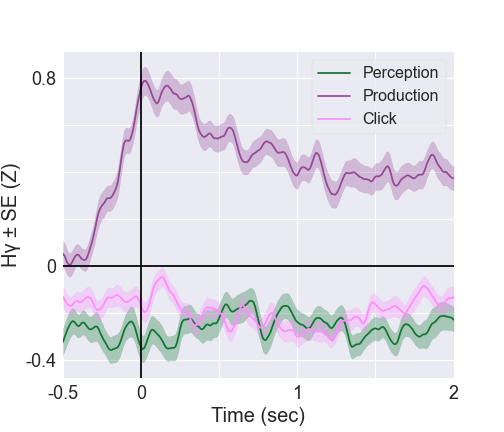 Perception
Production
Click
Hγ ± SE (Z)
0.8
0
-0.4
-0.5
0
1
2
Time (sec)